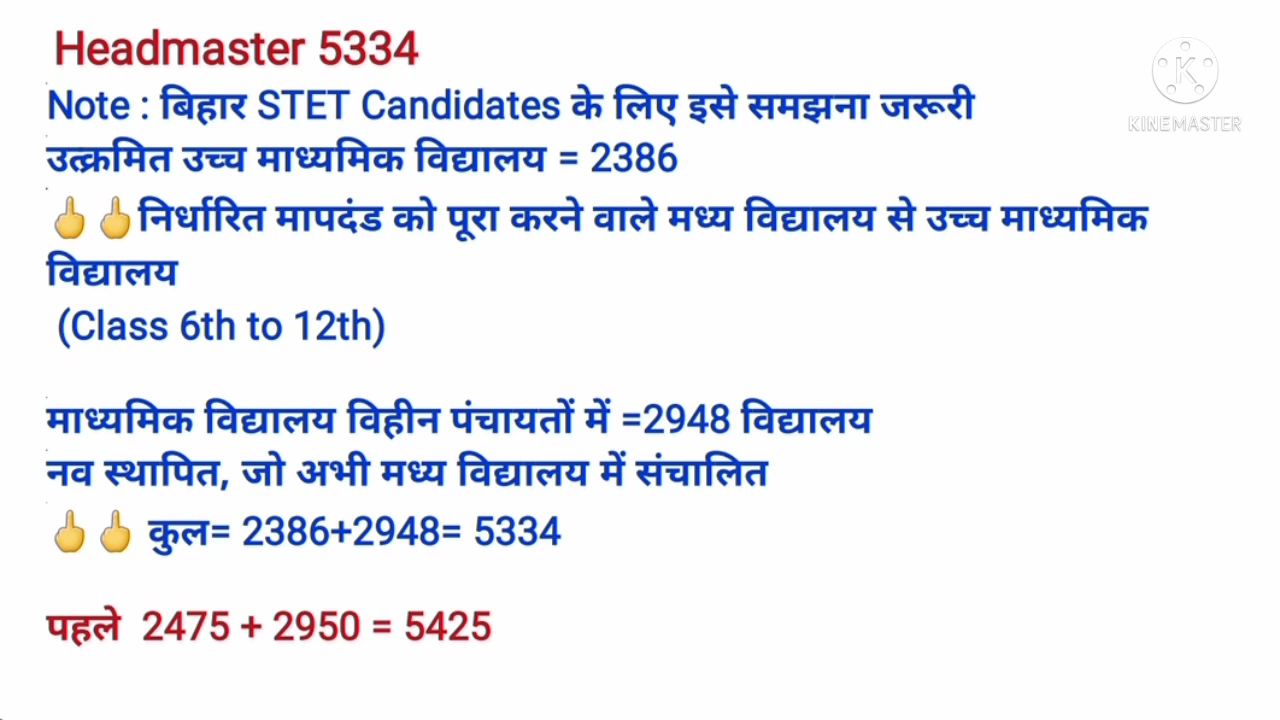 Headmaster 5334
Note : बिहार STET Candidates के लिए इसे समझना जरूरी
उत्क्रमित उच्च माध्यमिक विद्यालय = 2386
🖕🖕निर्धारित मापदंड को पूरा करने वाले मध्य विद्यालय से उच्च माध्यमिक
विद्यालय
(Class 6th to 12th)
माध्यमिक विद्यालय विहीन पंचायतों में =2948 विद्यालय
नव स्थापित, जो अभी मध्य विद्यालय में संचालित
🖕🖕 कुल= 2386+2948= 5334
पहले 2475 + 2950 = 5425
K
KINEMASTER